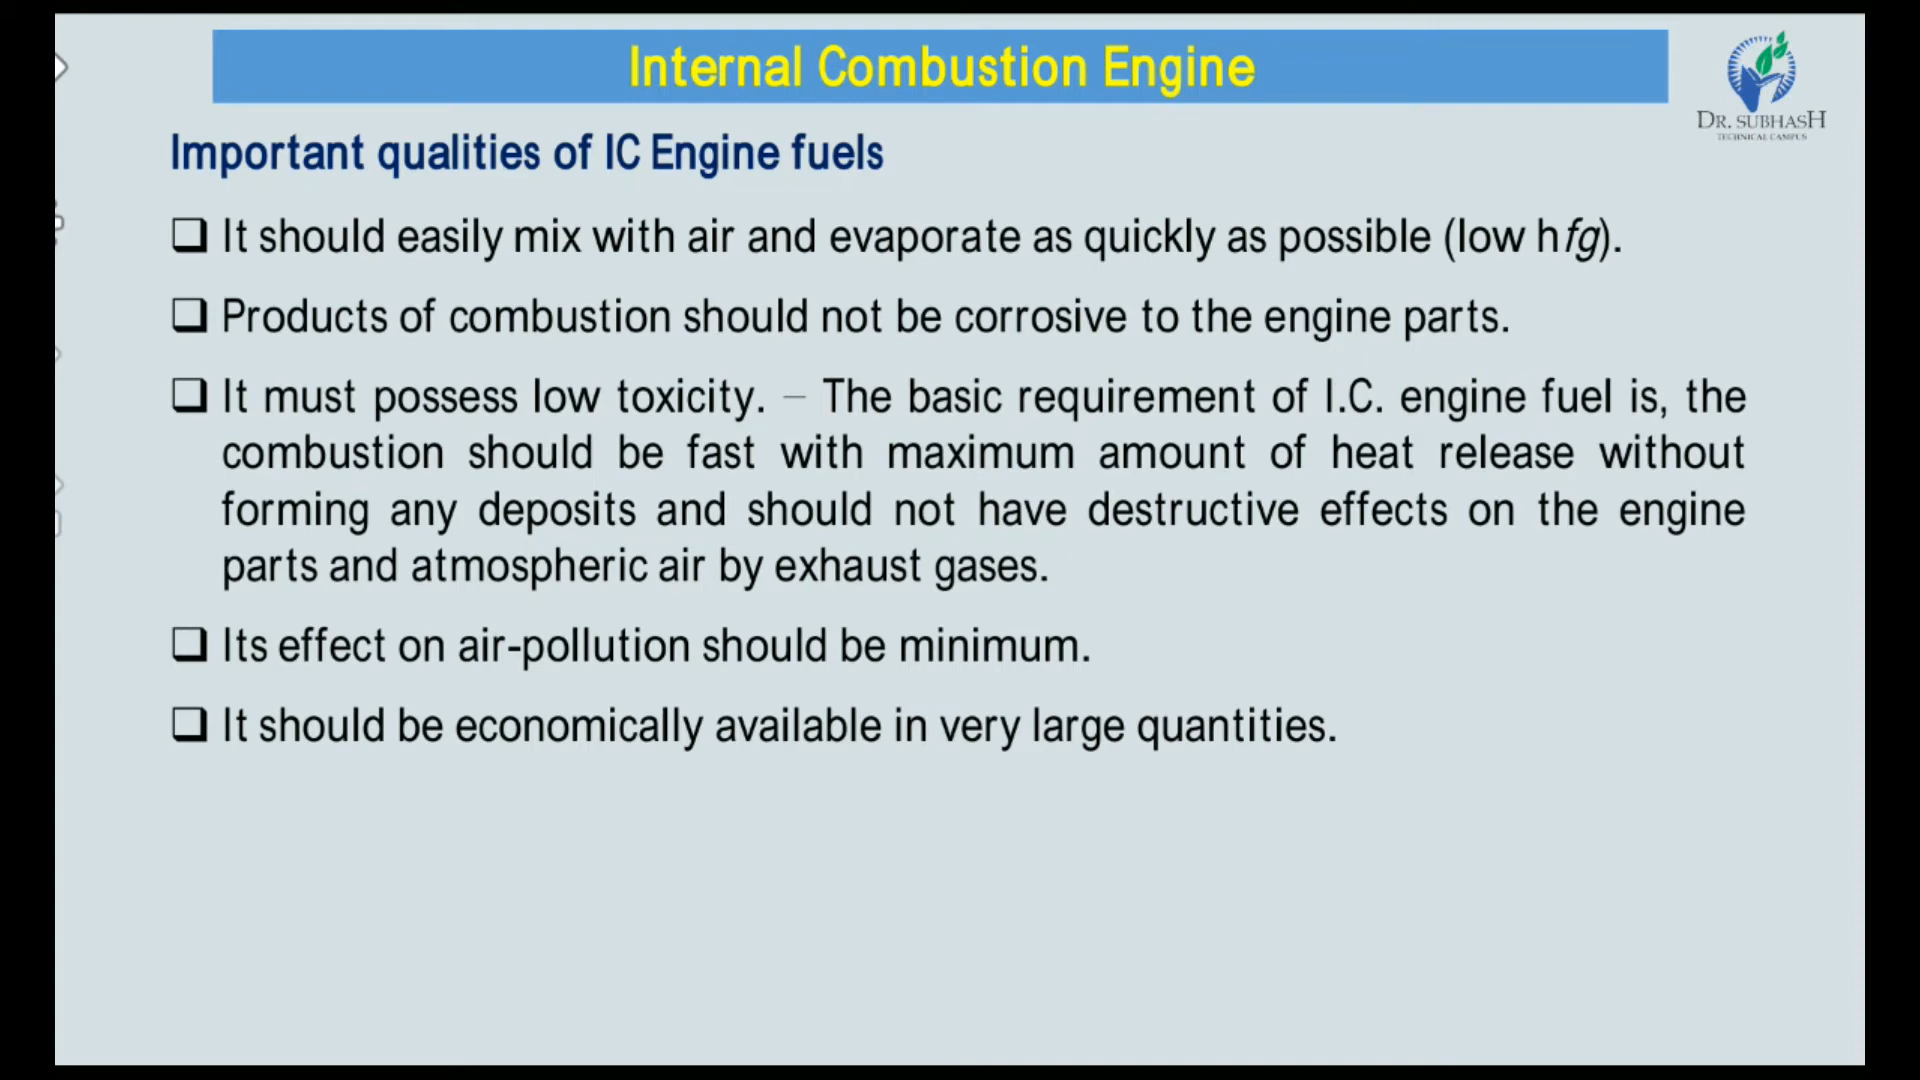 Internal Combustion Engine
DR. SUBHASH
TECHNICAL CAMPUS
Important qualities of IC Engine fuels
❑ It should easily mix with air and evaporate as quickly as possible (low hfg).
❑ Products of combustion should not be corrosive to the engine parts.
❑ It must possess low toxicity. – The basic requirement of I.C. engine fuel is, the
combustion should be fast with maximum amount of heat release without
forming any deposits and should not have destructive effects on the engine
parts and atmospheric air by exhaust gases.
❑ Its effect on air-pollution should be minimum.
❑ It should be economically available in very large quantities.